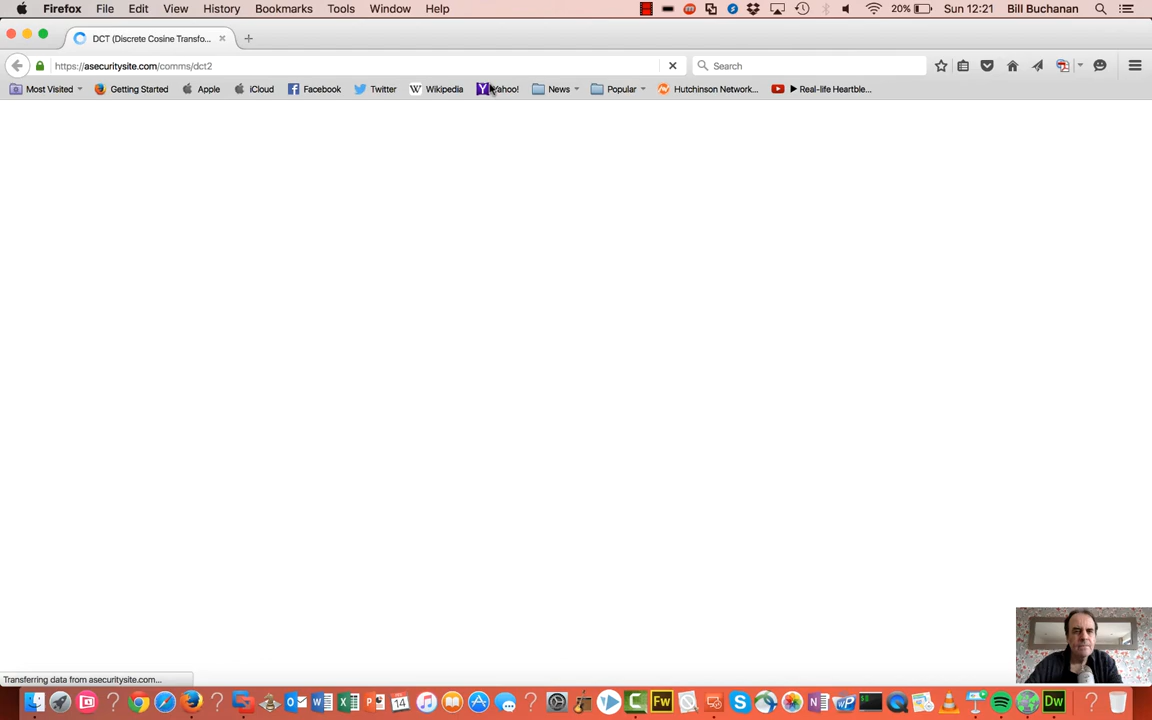 Firefox File Edit View History Bookmarks Tools Window Help 20% Sun 12:21 Bill Buchanan
DCT (Discrete Cosine Transfo...
https://asecuritysite.com/comms/dct2 Search
Most Visited Getting Started Apple iCloud Facebook Twitter Wikipedia Yahoo! News Popular Hutchinson Network... ▶ Real-life Heartble...
Transferring data from asecuritysite.com...